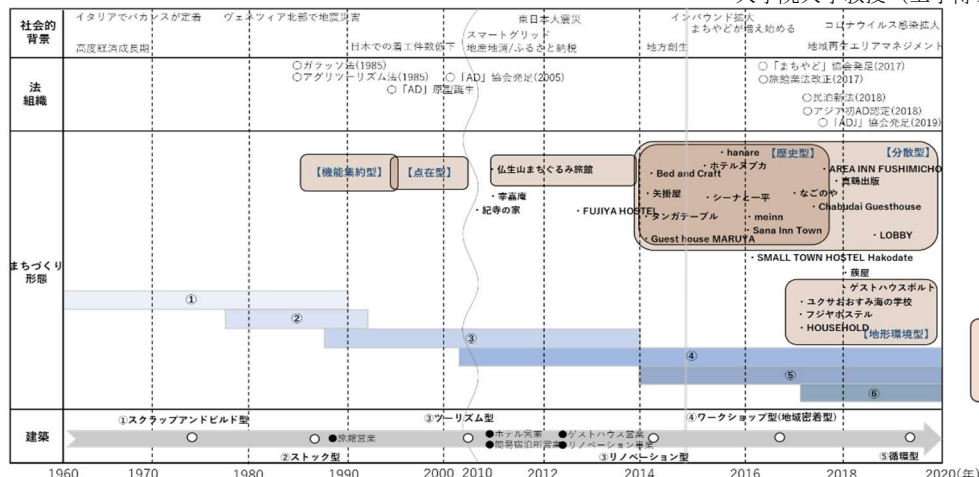 社会的
背景
イタリアでバカンスが定着
ヴェネツィア北部で地震災害
東日本大震災
インバウンド拡大
まちやどが増え始める
コロナウイルス感染拡大
高度経済成長期
日本での着工件数低下
スマートグリッド
地産地消/ふるさと納税
地方創生
地域再生エリアマネジメント
法
組織
○ガラッソ法(1985)
○アグリツーリズム法(1985)
○「AD」協会発足(2005)
○「AD」原型誕生
○「まちやど」協会発足(2017)
○旅館業法改正(2017)
○民泊新法(2018)
○アジア初AD認定(2018)
○「ADJ」協会発足(2019)
まちづくり
形態
【機能集約型】
【点在型】
・仏生山まちぐるみ旅館
・宰嘉庵
・紀寺の家
・FUJIYA HOSTEL
・hanare
【歴史型】
・ホテルヌプカ
・Bed and Craft
・矢掛屋
・シーナと一平
・タンガテーブル
・meinn
・Sana Inn Town
・Guest house MARUYA
【分散型】
・AREA INN FUSHIMICHO
・真鶴出版
・なごのや
・Chabudai Guesthouse
・LOBBY
・SMALL TOWN HOSTEL Hakodate
・蕨屋
・ゲストハウスポルト
・ユクサおおすみ海の学校
・フジヤホステル
・HOUSEHOLD
【地形環境型】
①
②
③
④
⑤
⑥
建築
①スクラップアンドビルド型
③ツーリズム型
④ワークショップ型(地域密着型)
●旅館営業
●ホテル営業
●簡易宿泊所営業
●ゲストハウス営業
●リノベーション事業
②ストック型
③リノベーション型
⑤循環型
1960
1970
1980
1990
2000
2010
2012
2014
2016
2018
2020(年)